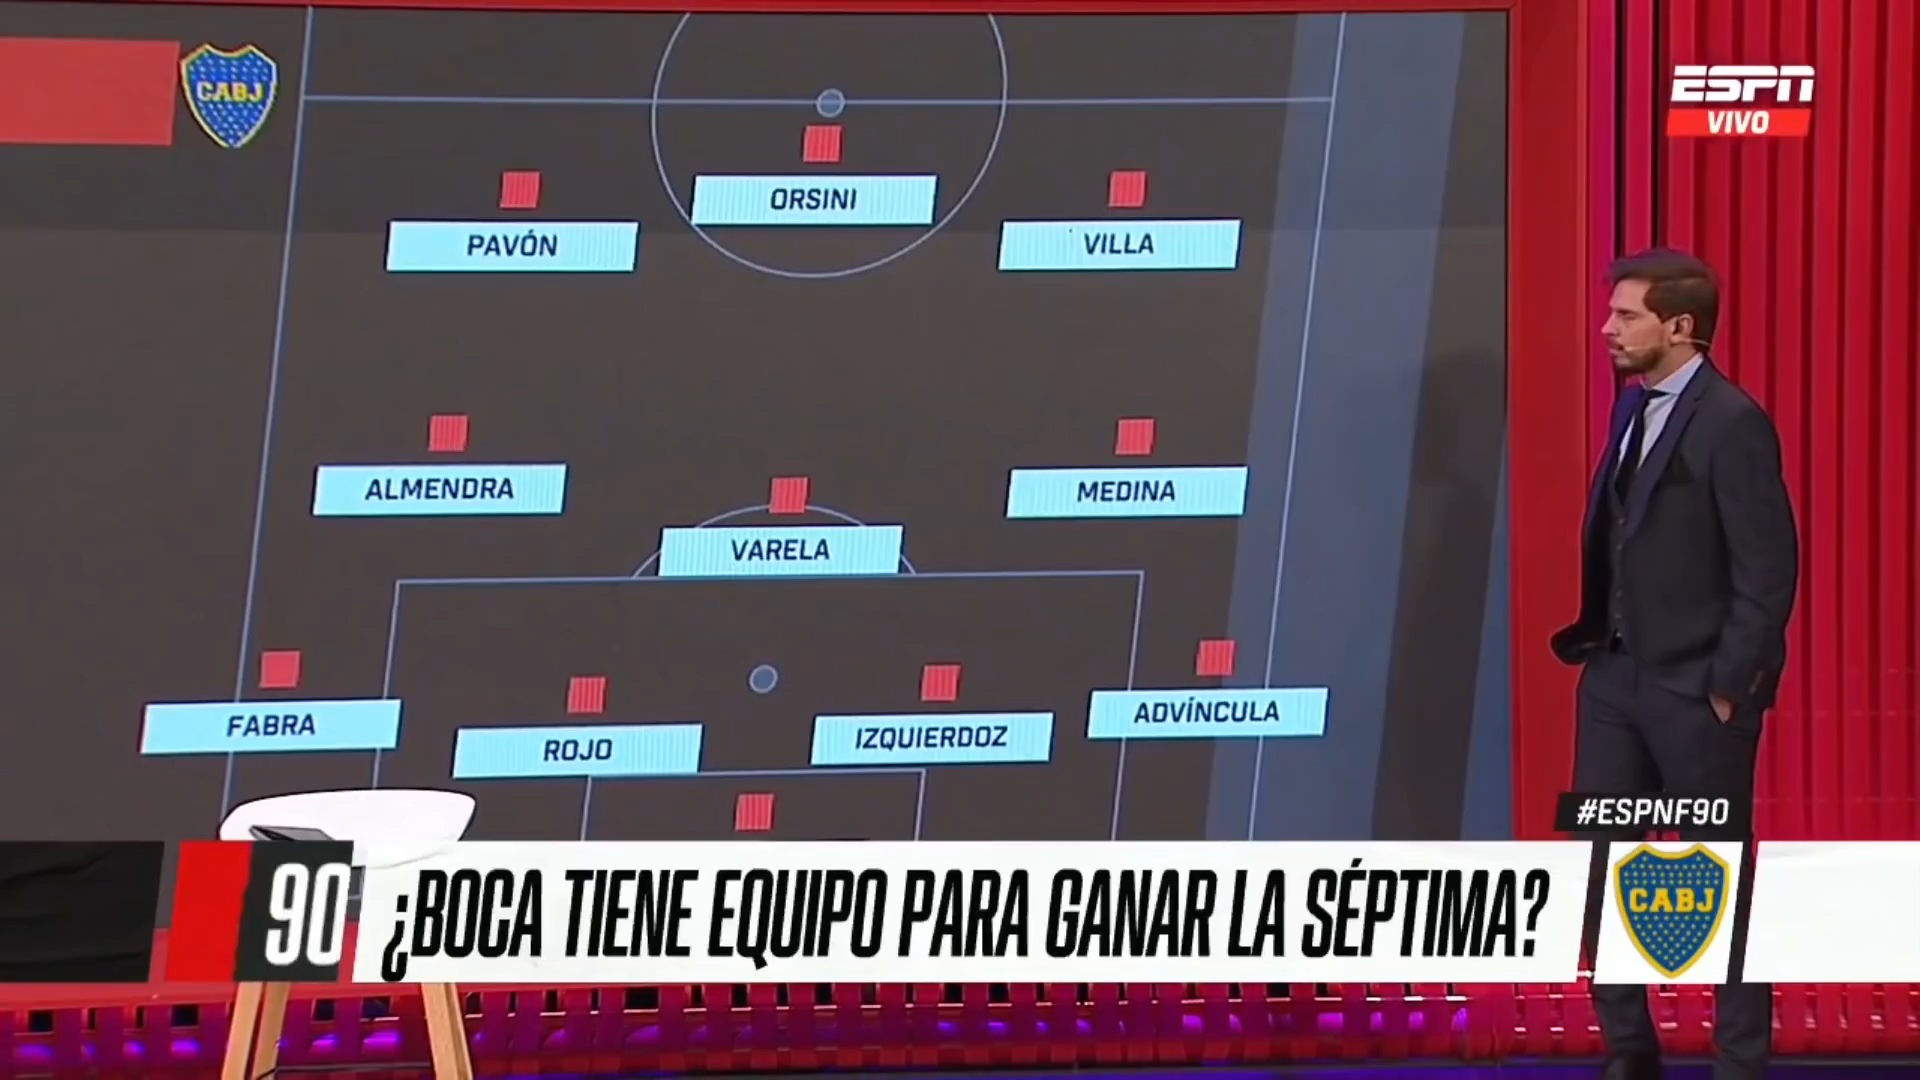 CABJ
ESPN
VIVO
ORSINI
PAVÓN
VILLA
ALMENDRA
MEDINA
VARELA
FABRA
ROJO
IZQUIERDOZ
ADVÍNCULA
#ESPNF90
90
¿BOCA TIENE EQUIPO PARA GANAR LA SÉPTIMA?
CABJ